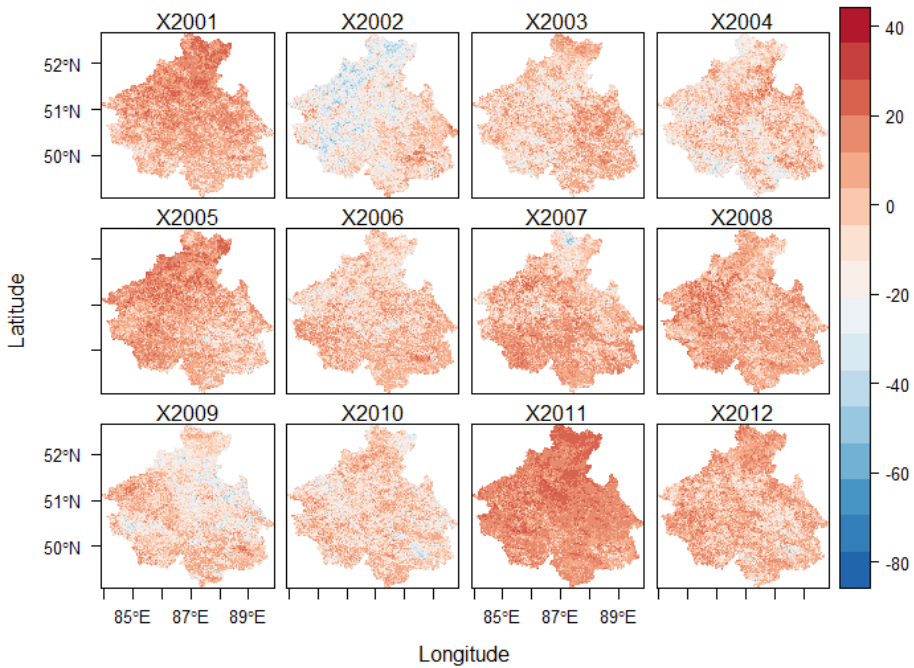 X2001 X2002 X2003 X2004
52°N
51°N
50°N
X2005 X2006 X2007 X2008
X2009 X2010 X2011 X2012
52°N
51°N
50°N
85°E 87°E 89°E 85°E 87°E 89°E
Longitude
Latitude
40
20
0
-20
-40
-60
-80